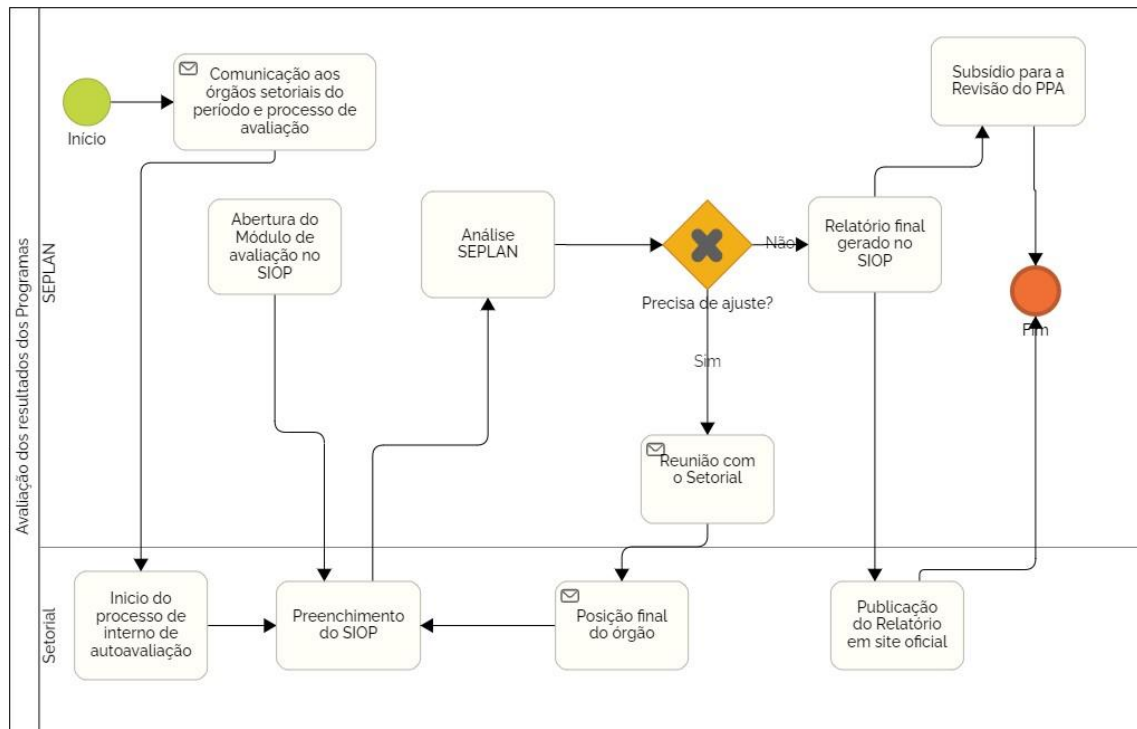 Avaliação dos resultados dos Programas
SEPLAN
Início
Comunicação aos
órgãos setoriais do
período e processo de
avaliação
Abertura do
Módulo de
avaliação no
SIOP
Análise
SEPLAN
Precisa de ajuste?
Não
Sim
Relatório final
gerado no
SIOP
Subsídio para a
Revisão do PPA
Fim
Reunião com
o Setorial
Setorial
Inicio do
processo de
interno de
autoavaliação
Preenchimento
do SIOP
Posição final
do órgão
Publicação
do Relatório
em site oficial